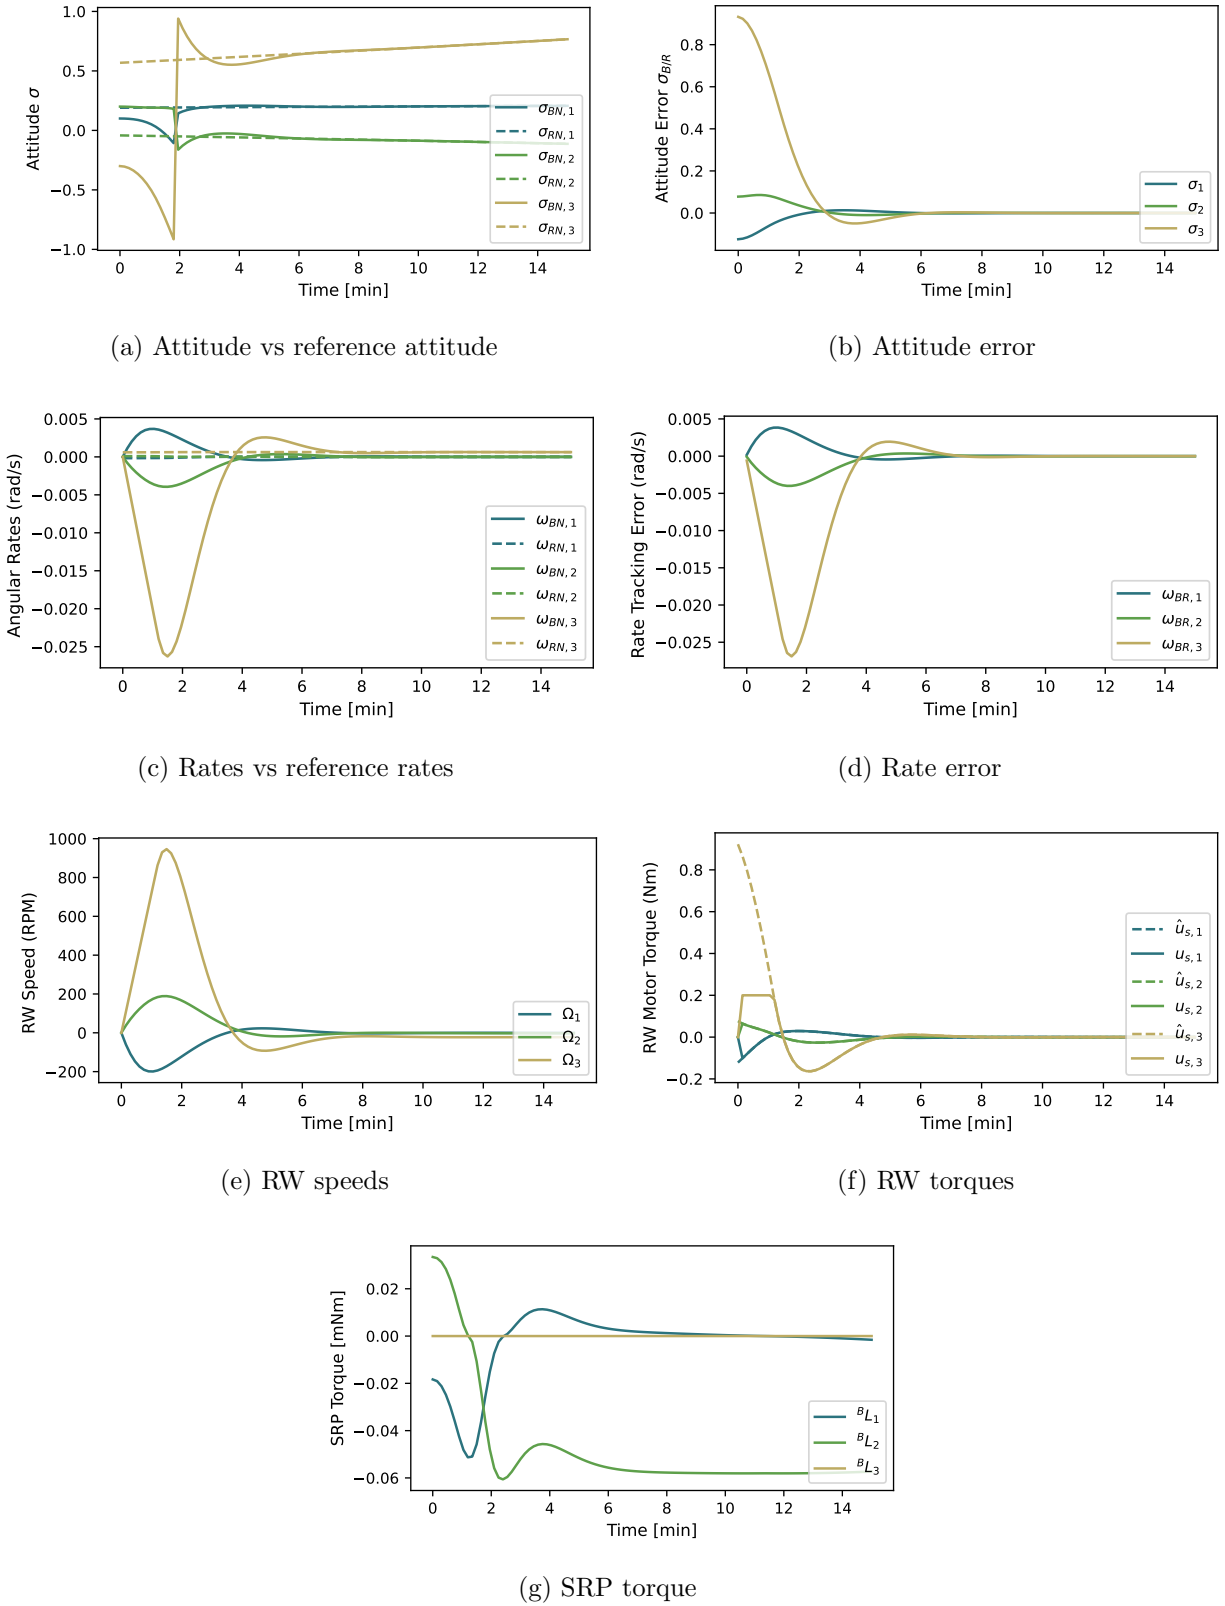 1.0
0.5
0.0
−0.5
−1.0
Attitude σ
0 2 4 6 8 10 12 14
Time [min]
σBN, 1
σRN, 1
σBN, 2
σRN, 2
σBN, 3
σRN, 3
(a) Attitude vs reference attitude
0.8
0.6
0.4
0.2
0.0
Attitude Error σB/R
0 2 4 6 8 10 12 14
Time [min]
σ1
σ2
σ3
(b) Attitude error
0.005
0.000
−0.005
−0.010
−0.015
−0.020
−0.025
Angular Rates (rad/s)
0 2 4 6 8 10 12 14
Time [min]
ωBN, 1
ωRN, 1
ωBN, 2
ωRN, 2
ωBN, 3
ωRN, 3
(c) Rates vs reference rates
0.005
0.000
−0.005
−0.010
−0.015
−0.020
−0.025
Rate Tracking Error (rad/s)
0 2 4 6 8 10 12 14
Time [min]
ωBR, 1
ωBR, 2
ωBR, 3
(d) Rate error
1000
800
600
400
200
0
−200
RW Speed (RPM)
0 2 4 6 8 10 12 14
Time [min]
Ω1
Ω2
Ω3
(e) RW speeds
0.8
0.6
0.4
0.2
0.0
−0.2
RW Motor Torque (Nm)
0 2 4 6 8 10 12 14
Time [min]
ûs, 1
us, 1
ûs, 2
us, 2
ûs, 3
us, 3
(f) RW torques
0.02
0.00
−0.02
−0.04
−0.06
SRP Torque [mNm]
0 2 4 6 8 10 12 14
Time [min]
BL1
BL2
BL3
(g) SRP torque